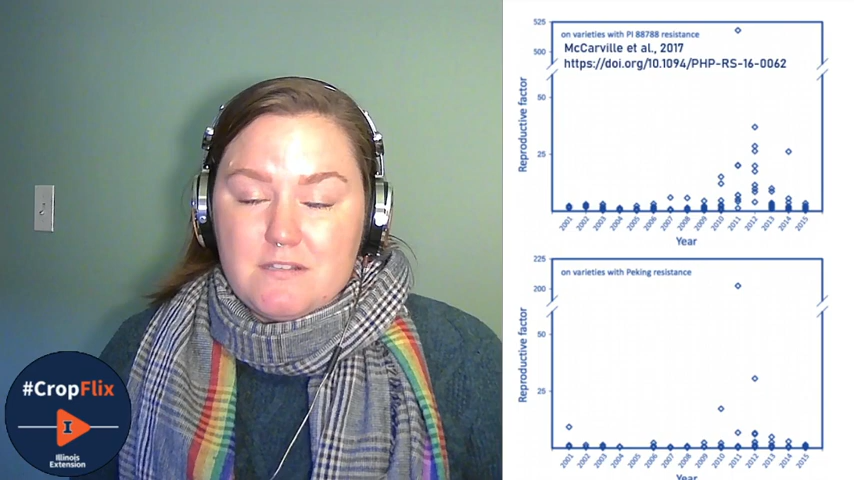 #CropFlix
I
Illinois
Extension
on varieties with PI 88788 resistance
McCarville et al., 2017
https://doi.org/10.1094/PHP-RS-16-0062
525
500
50
25
Reproductive factor
2001 2002 2003 2004 2005 2006 2007 2008 2009 2010 2011 2012 2013 2014 2015
Year
on varieties with Peking resistance
225
200
50
25
Reproductive factor
2001 2002 2003 2004 2005 2006 2007 2008 2009 2010 2011 2012 2013 2014 2015
Year